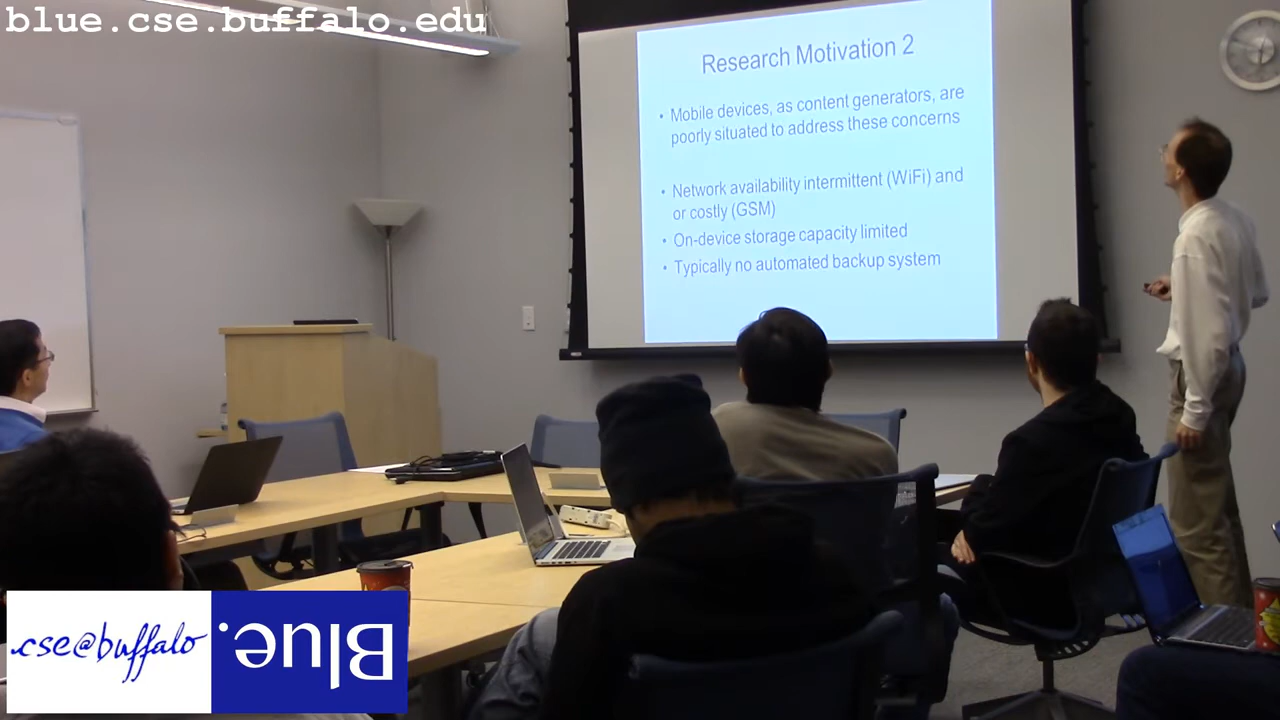 blue.cse.buffalo.edu
Research Motivation 2
• Mobile devices, as content generators, are
poorly situated to address these concerns
• Network availability intermittent (WiFi) and
or costly (GSM)
• On-device storage capacity limited
• Typically no automated backup system
.cse@buffalo
Blue.